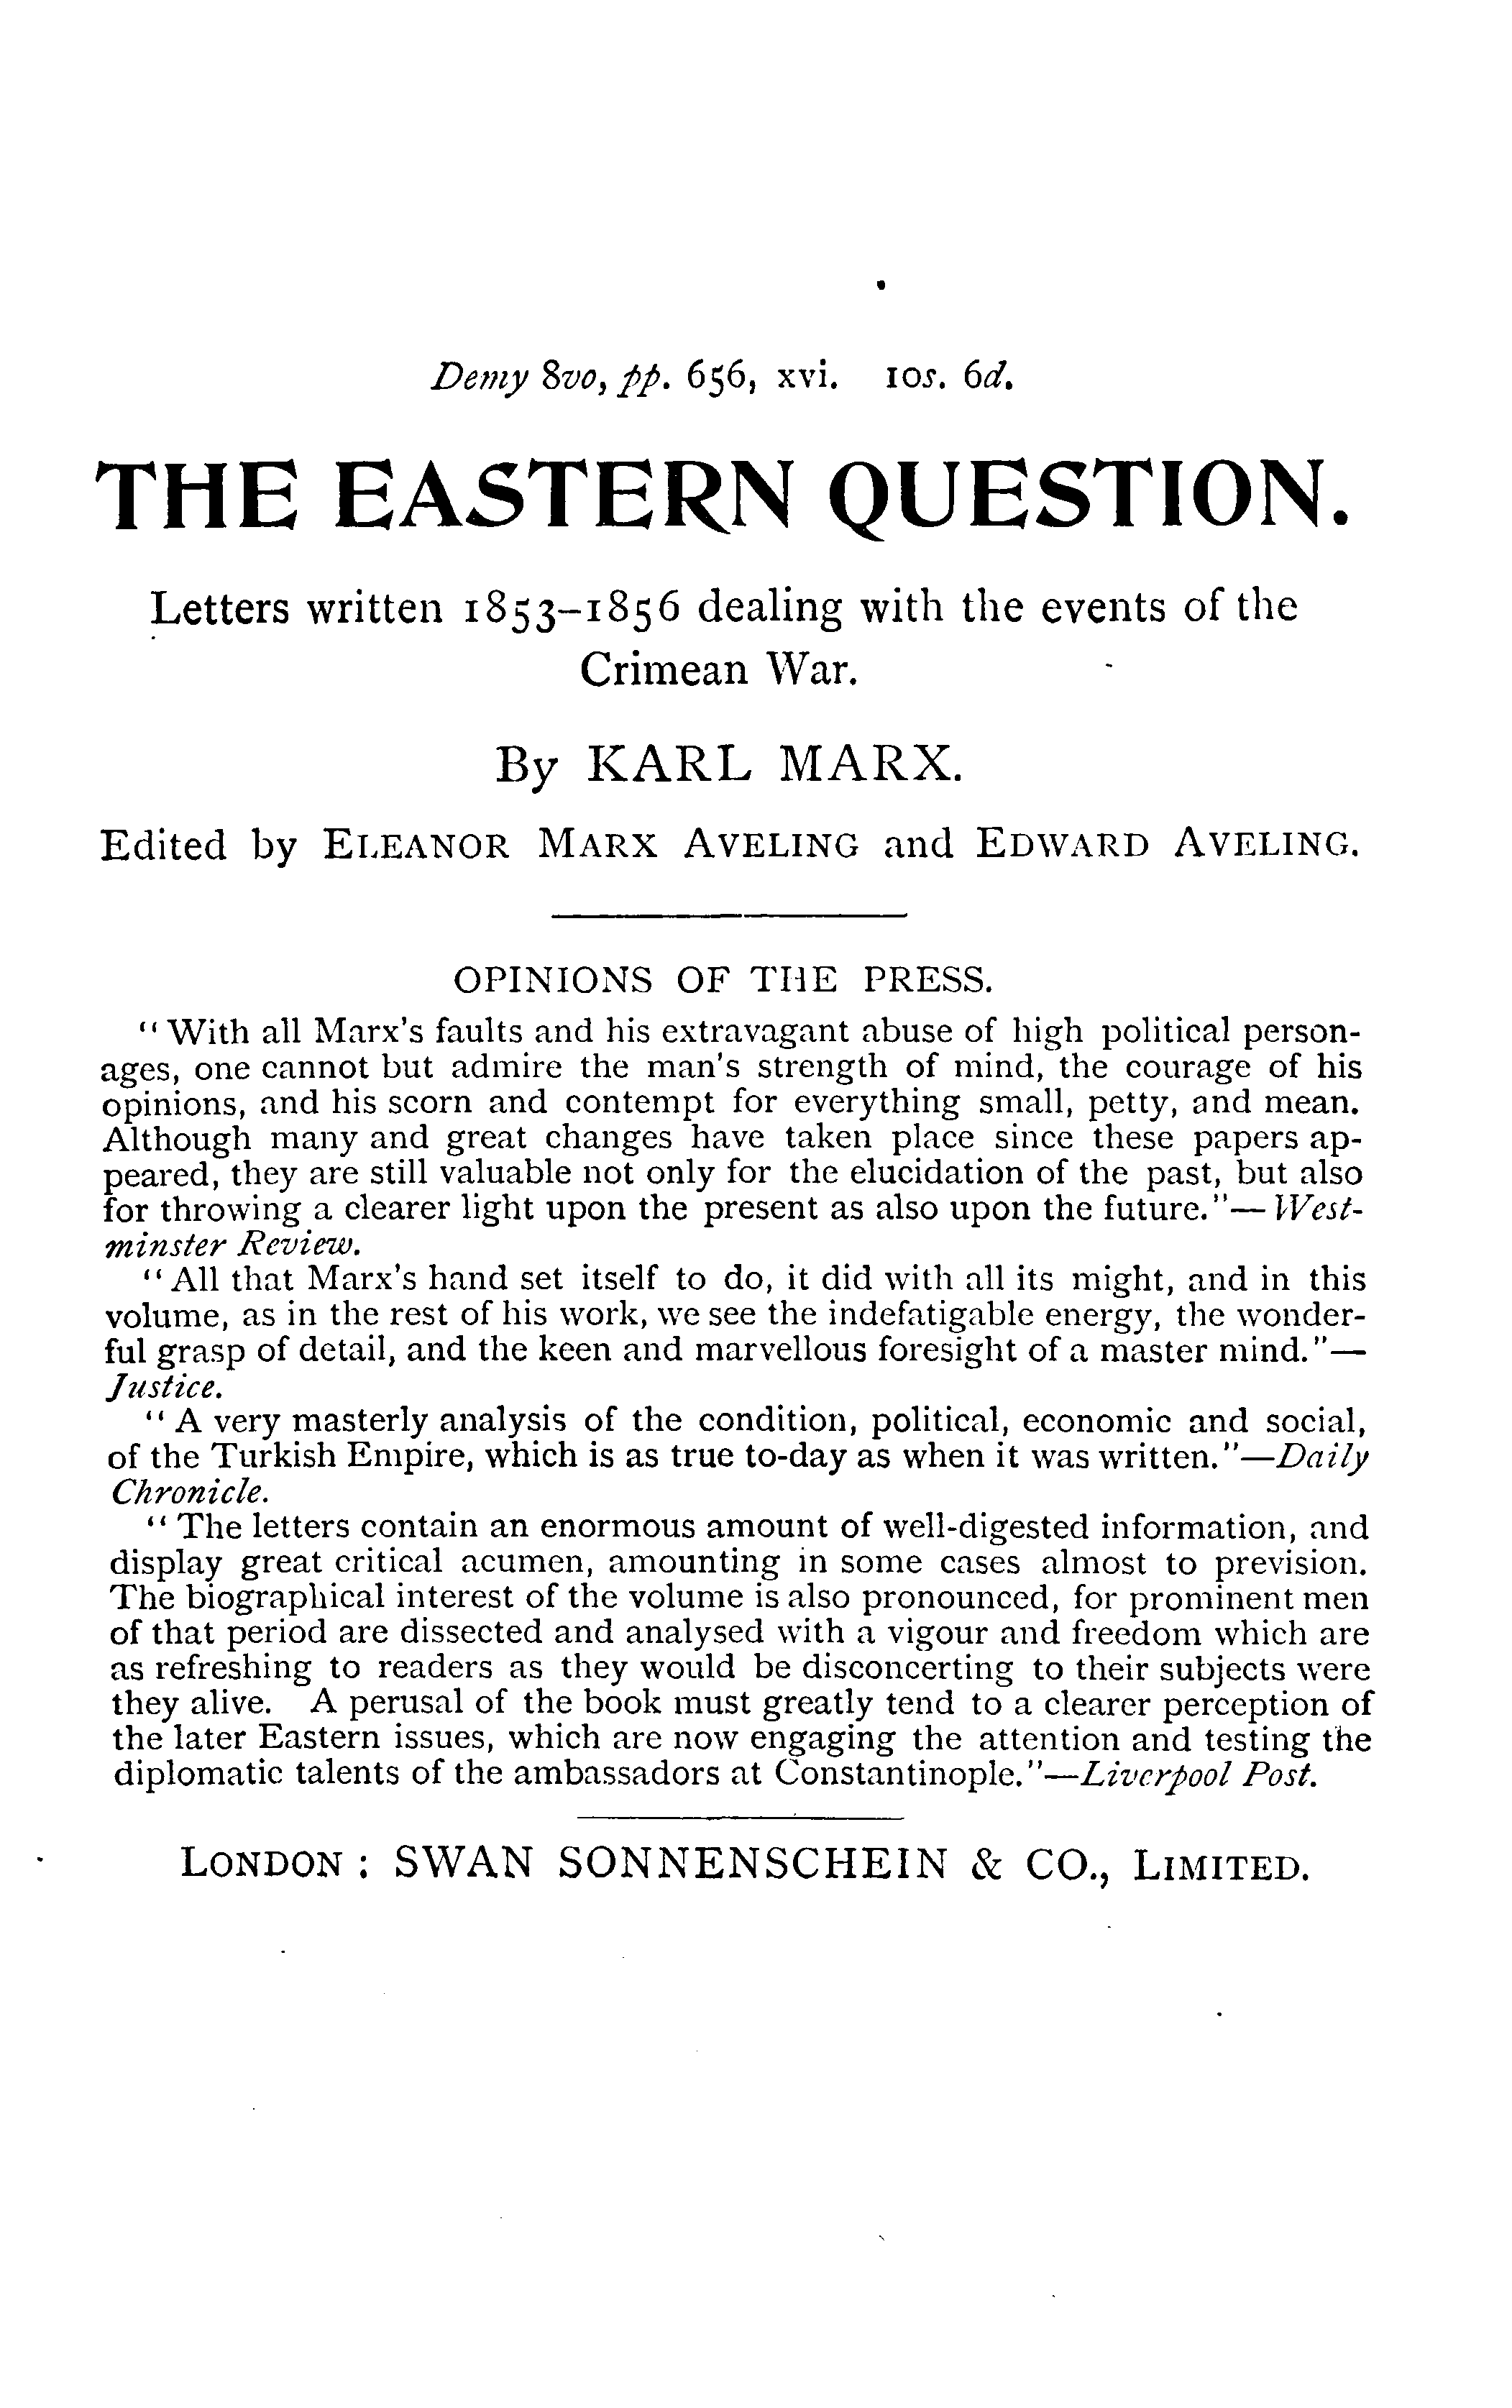 Demy 8vo, pp. 656, xvi. 10s. 6d.
THE EASTERN QUESTION.
Letters written 1853–1856 dealing with the events of the
Crimean War.
By KARL MARX.
Edited by ELEANOR MARX AVELING and EDWARD AVELING.
OPINIONS OF THE PRESS.
"With all Marx's faults and his extravagant abuse of high political person-
ages, one cannot but admire the man's strength of mind, the courage of his
opinions, and his scorn and contempt for everything small, petty, and mean.
Although many and great changes have taken place since these papers ap-
peared, they are still valuable not only for the elucidation of the past, but also
for throwing a clearer light upon the present as also upon the future."—West-
minster Review.
"All that Marx's hand set itself to do, it did with all its might, and in this
volume, as in the rest of his work, we see the indefatigable energy, the wonder-
ful grasp of detail, and the keen and marvellous foresight of a master mind."—
Justice.
"A very masterly analysis of the condition, political, economic and social,
of the Turkish Empire, which is as true to-day as when it was written."—Daily
Chronicle.
"The letters contain an enormous amount of well-digested information, and
display great critical acumen, amounting in some cases almost to prevision.
The biographical interest of the volume is also pronounced, for prominent men
of that period are dissected and analysed with a vigour and freedom which are
as refreshing to readers as they would be disconcerting to their subjects were
they alive. A perusal of the book must greatly tend to a clearer perception of
the later Eastern issues, which are now engaging the attention and testing the
diplomatic talents of the ambassadors at Constantinople."—Liverpool Post.
LONDON: SWAN SONNENSCHEIN & CO., LIMITED.